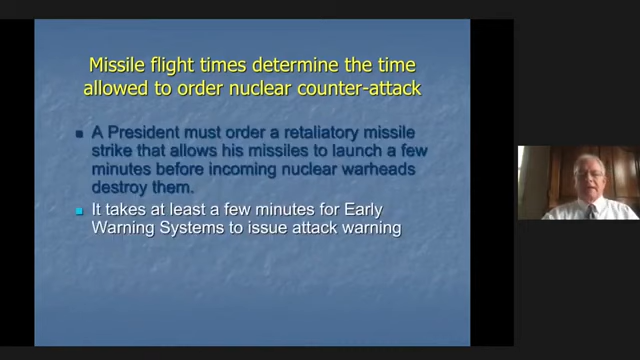 Missile flight times determine the time
allowed to order nuclear counter-attack
A President must order a retaliatory missile
strike that allows his missiles to launch a few
minutes before incoming nuclear warheads
destroy them.
It takes at least a few minutes for Early
Warning Systems to issue attack warning